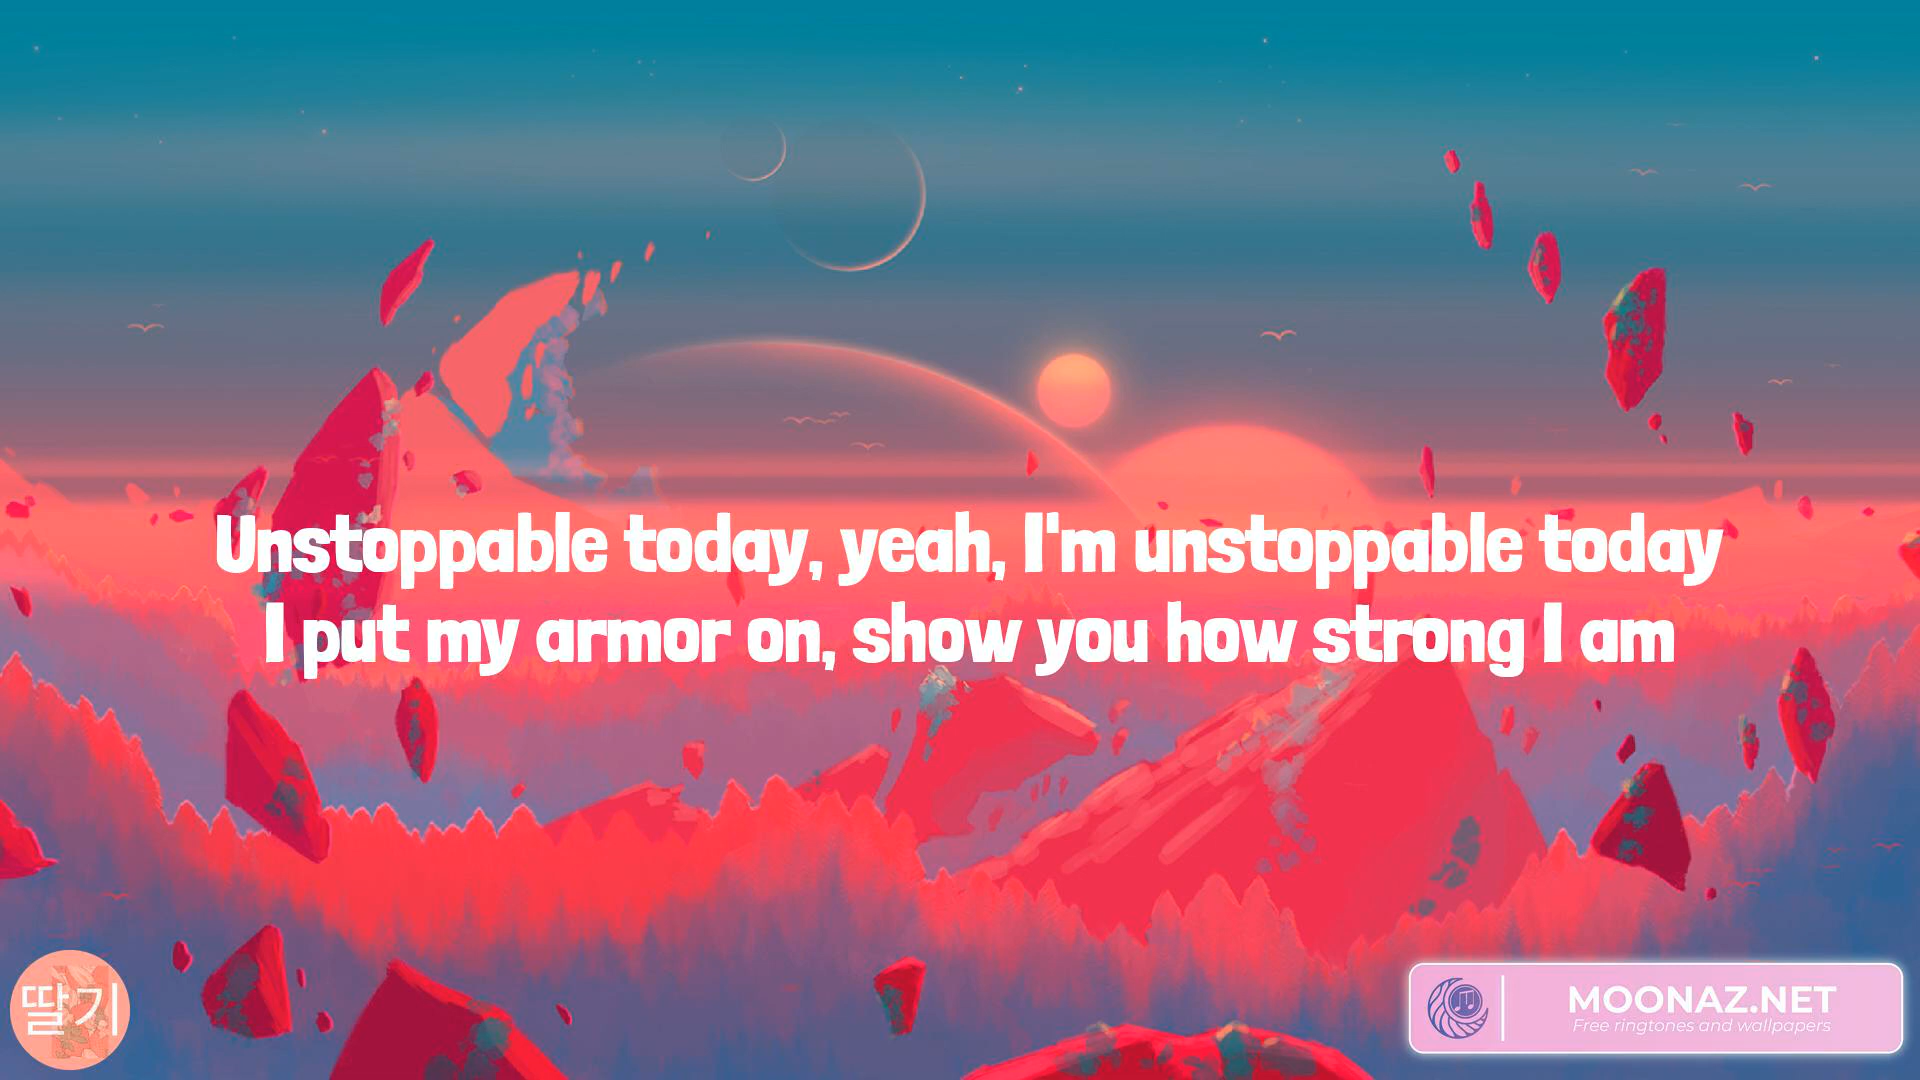 Unstoppable today, yeah, I'm unstoppable today
I put my armor on, show you how strong I am
딸기
MOONAZ.NET
Free ringtones and wallpapers